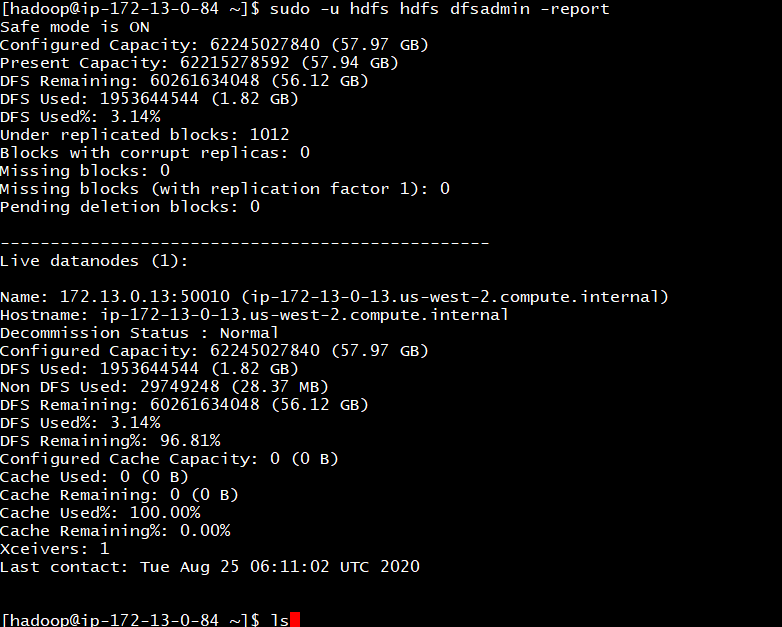 [hadoop@ip-172-13-0-84 ~]$ sudo -u hdfs hdfs dfsadmin -report
Safe mode is ON
Configured Capacity: 62245027840 (57.97 GB)
Present Capacity: 62215278592 (57.94 GB)
DFS Remaining: 60261634048 (56.12 GB)
DFS Used: 1953644544 (1.82 GB)
DFS Used%: 3.14%
Under replicated blocks: 1012
Blocks with corrupt replicas: 0
Missing blocks: 0
Missing blocks (with replication factor 1): 0
Pending deletion blocks: 0
-------------------------------------------------
Live datanodes (1):
Name: 172.13.0.13:50010 (ip-172-13-0-13.us-west-2.compute.internal)
Hostname: ip-172-13-0-13.us-west-2.compute.internal
Decommission Status : Normal
Configured Capacity: 62245027840 (57.97 GB)
DFS Used: 1953644544 (1.82 GB)
Non DFS Used: 29749248 (28.37 MB)
DFS Remaining: 60261634048 (56.12 GB)
DFS Used%: 3.14%
DFS Remaining%: 96.81%
Configured Cache Capacity: 0 (0 B)
Cache Used: 0 (0 B)
Cache Remaining: 0 (0 B)
Cache Used%: 100.00%
Cache Remaining%: 0.00%
Xceivers: 1
Last contact: Tue Aug 25 06:11:02 UTC 2020
[hadoop@ip-172-13-0-84 ~]$ ls